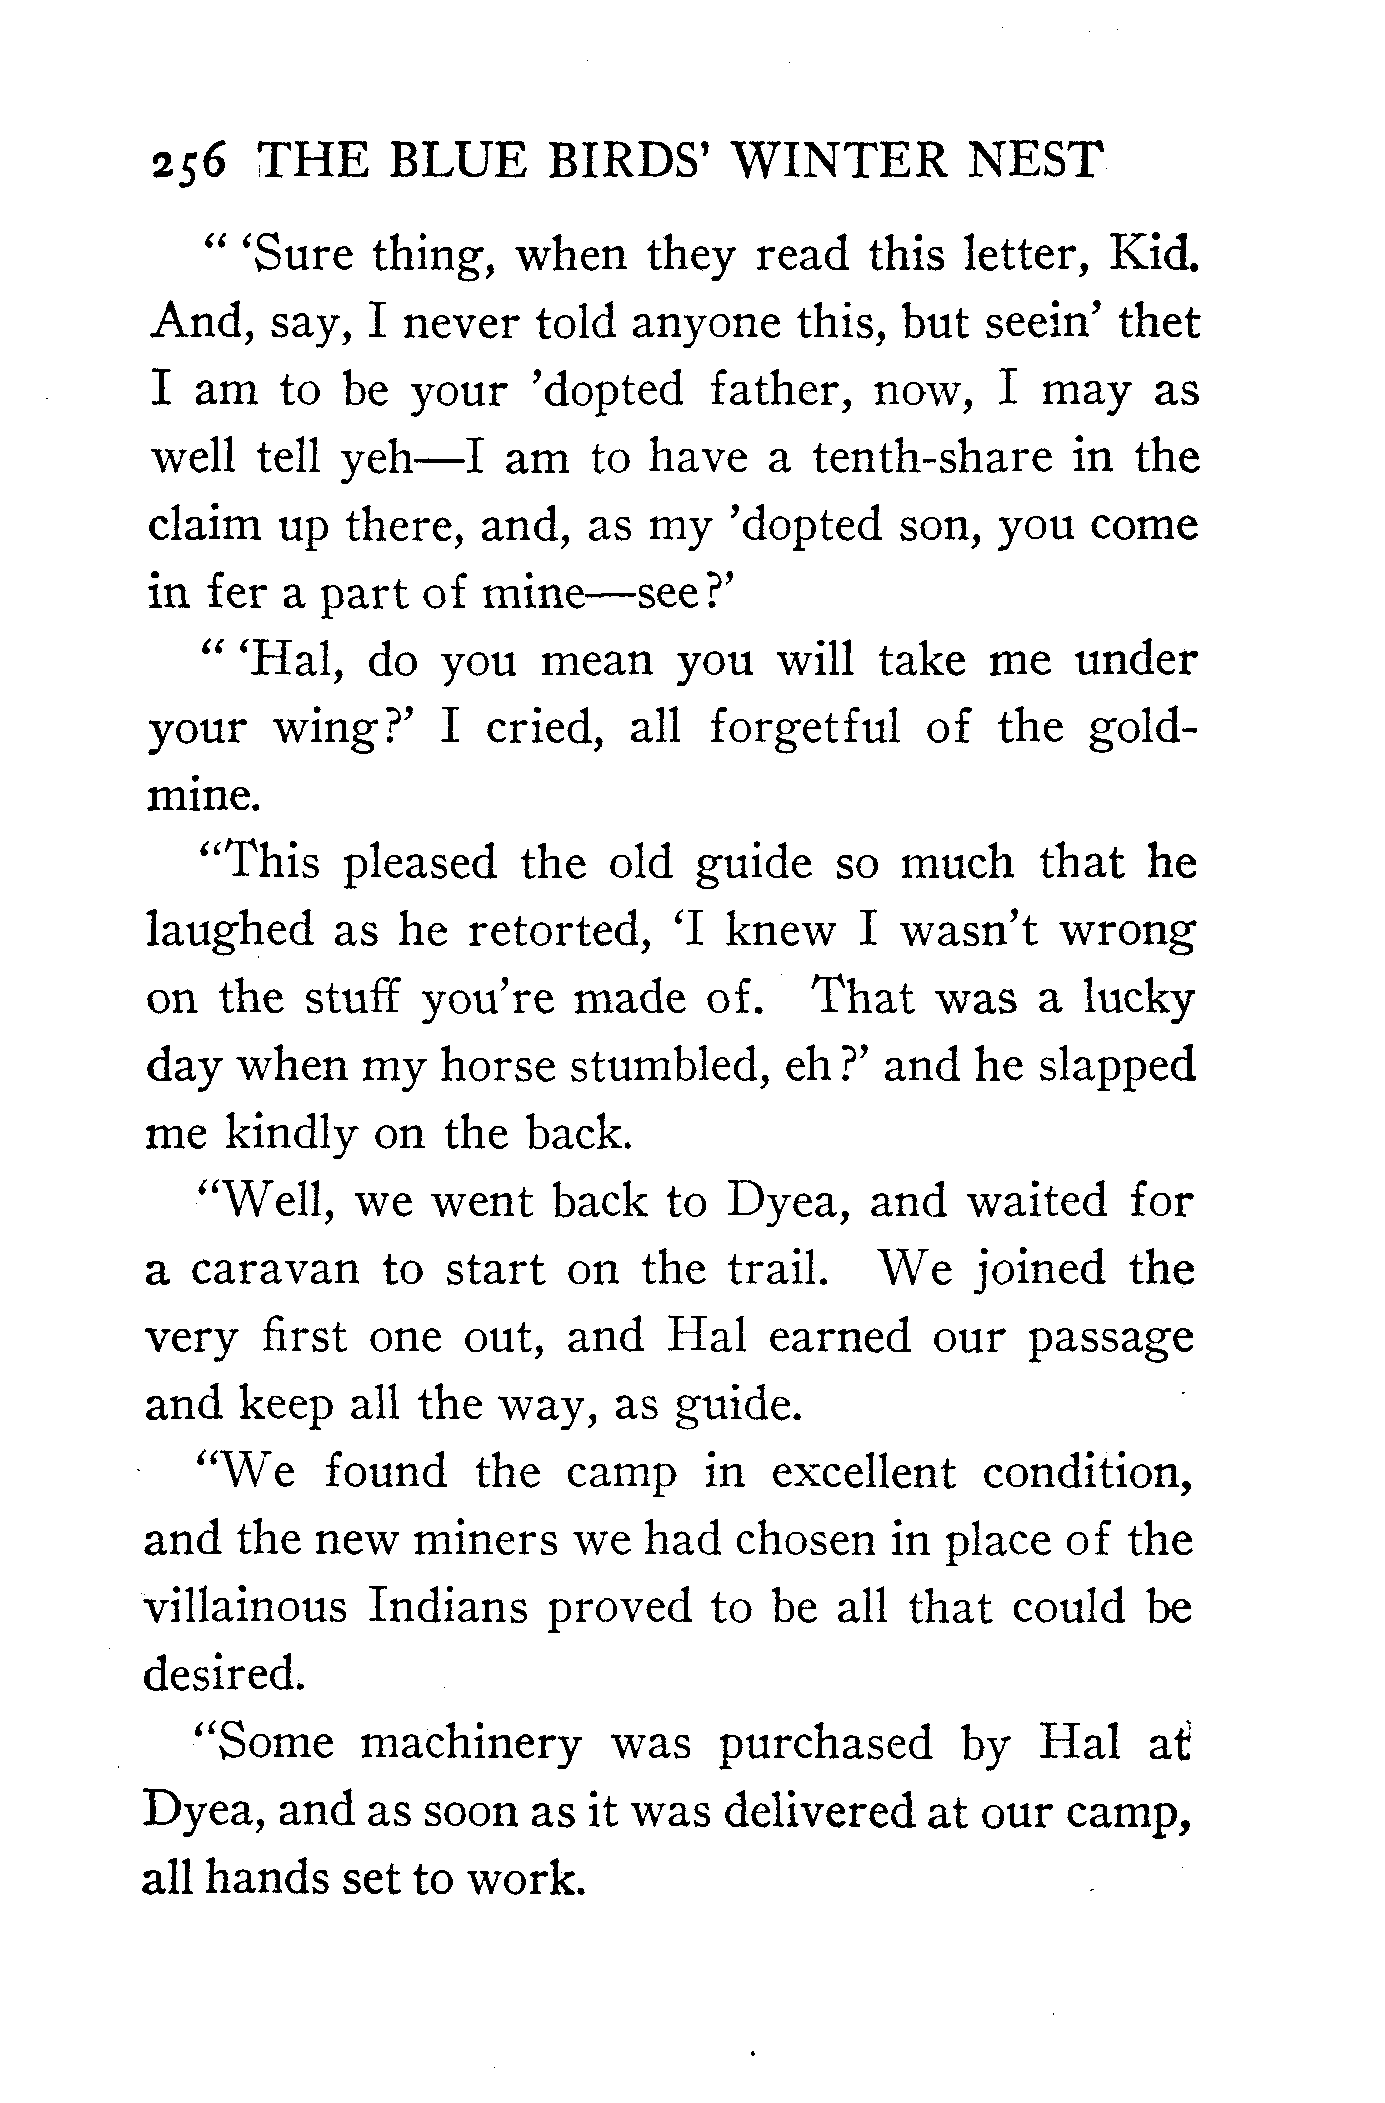 256 THE BLUE BIRDS’ WINTER NEST
“ ‘Sure thing, when they read this letter, Kid.
And, say, I never told anyone this, but seein’ thet
I am to be your ’dopted father, now, I may as
well tell yeh—I am to have a tenth-share in the
claim up there, and, as my ’dopted son, you come
in fer a part of mine—see?’
“ ‘Hal, do you mean you will take me under
your wing?’ I cried, all forgetful of the gold-
mine.
“This pleased the old guide so much that he
laughed as he retorted, ‘I knew I wasn’t wrong
on the stuff you’re made of. That was a lucky
day when my horse stumbled, eh?’ and he slapped
me kindly on the back.
“Well, we went back to Dyea, and waited for
a caravan to start on the trail. We joined the
very first one out, and Hal earned our passage
and keep all the way, as guide.
“We found the camp in excellent condition,
and the new miners we had chosen in place of the
villainous Indians proved to be all that could be
desired.
“Some machinery was purchased by Hal at
Dyea, and as soon as it was delivered at our camp,
all hands set to work.